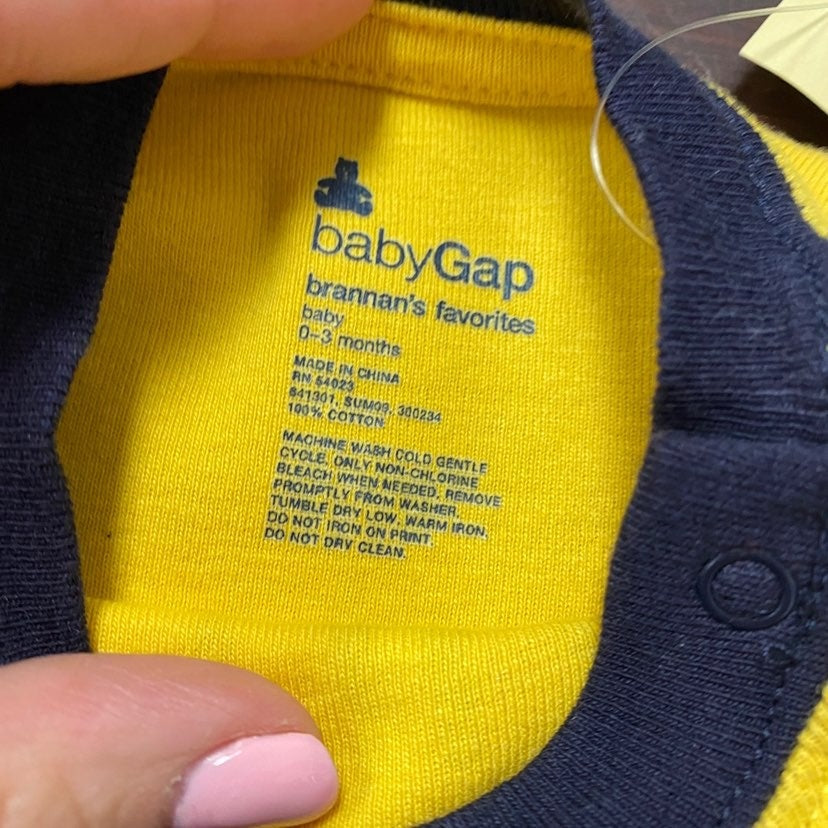 babyGap
brannan's favorites
baby
0-3 months
MADE IN CHINA
RN 54023
641301, SUM09, 300234
100% COTTON
MACHINE WASH COLD GENTLE
CYCLE, ONLY NON-CHLORINE
BLEACH WHEN NEEDED, REMOVE
PROMPTLY FROM WASHER,
TUMBLE DRY LOW, WARM IRON,
DO NOT IRON ON PRINT.
DO NOT DRY CLEAN.